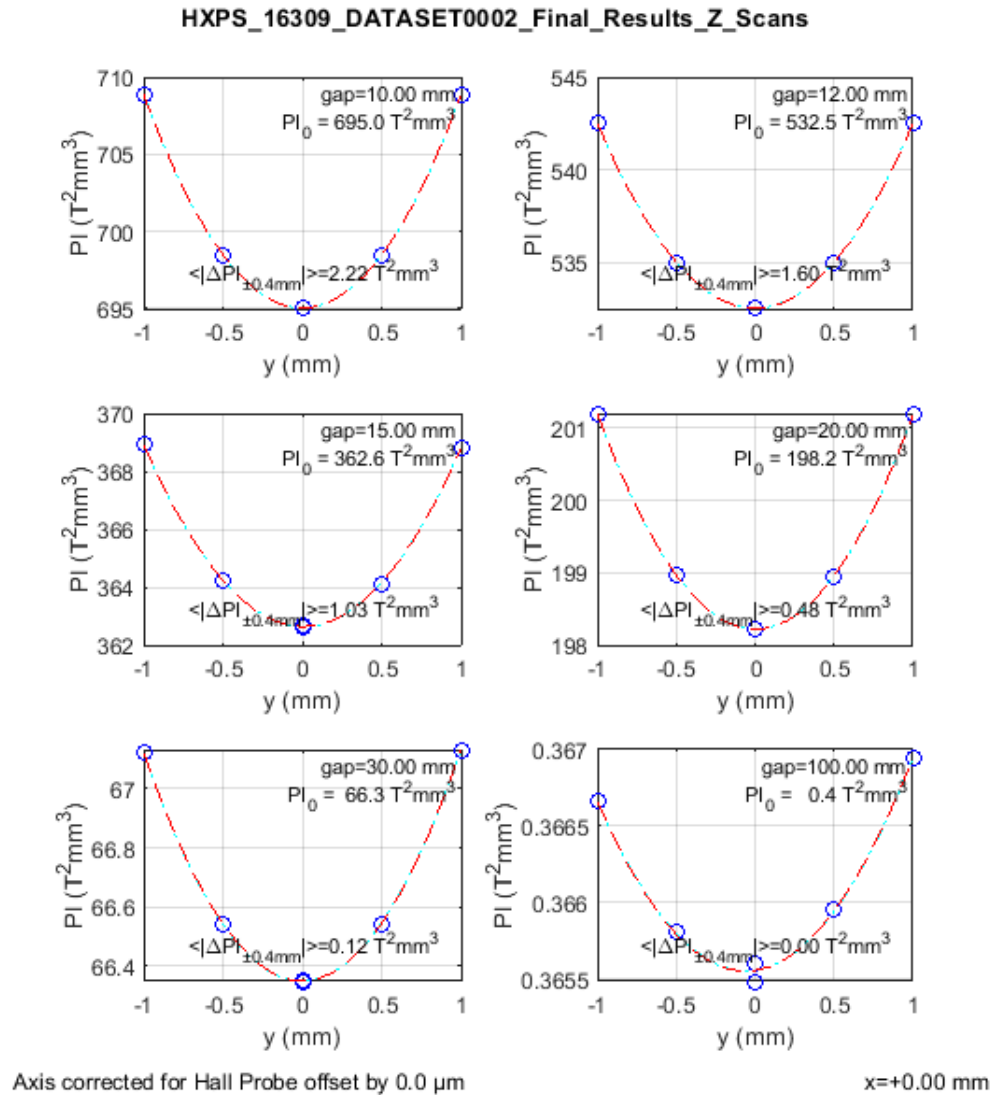 HXPS_16309_DATASET0002_Final_Results_Z_Scans
710
705
700
695
PI (T²mm³)
gap=10.00 mm
PI₀ = 695.0 T²mm³
<|ΔPI±0.4mm|>=2.22 T²mm³
-1 -0.5 0 0.5 1
y (mm)
545
540
535
PI (T²mm³)
gap=12.00 mm
PI₀ = 532.5 T²mm³
<|ΔPI±0.4mm|>=1.60 T²mm³
-1 -0.5 0 0.5 1
y (mm)
370
368
366
364
362
PI (T²mm³)
gap=15.00 mm
PI₀ = 362.6 T²mm³
<|ΔPI±0.4mm|>=1.03 T²mm³
-1 -0.5 0 0.5 1
y (mm)
201
200
199
198
PI (T²mm³)
gap=20.00 mm
PI₀ = 198.2 T²mm³
<|ΔPI±0.4mm|>=0.48 T²mm³
-1 -0.5 0 0.5 1
y (mm)
67
66.8
66.6
66.4
PI (T²mm³)
gap=30.00 mm
PI₀ = 66.3 T²mm³
<|ΔPI±0.4mm|>=0.12 T²mm³
-1 -0.5 0 0.5 1
y (mm)
0.367
0.3665
0.366
0.3655
PI (T²mm³)
gap=100.00 mm
PI₀ = 0.4 T²mm³
<|ΔPI±0.4mm|>=0.00 T²mm³
-1 -0.5 0 0.5 1
y (mm)
Axis corrected for Hall Probe offset by 0.0 µm
x=+0.00 mm